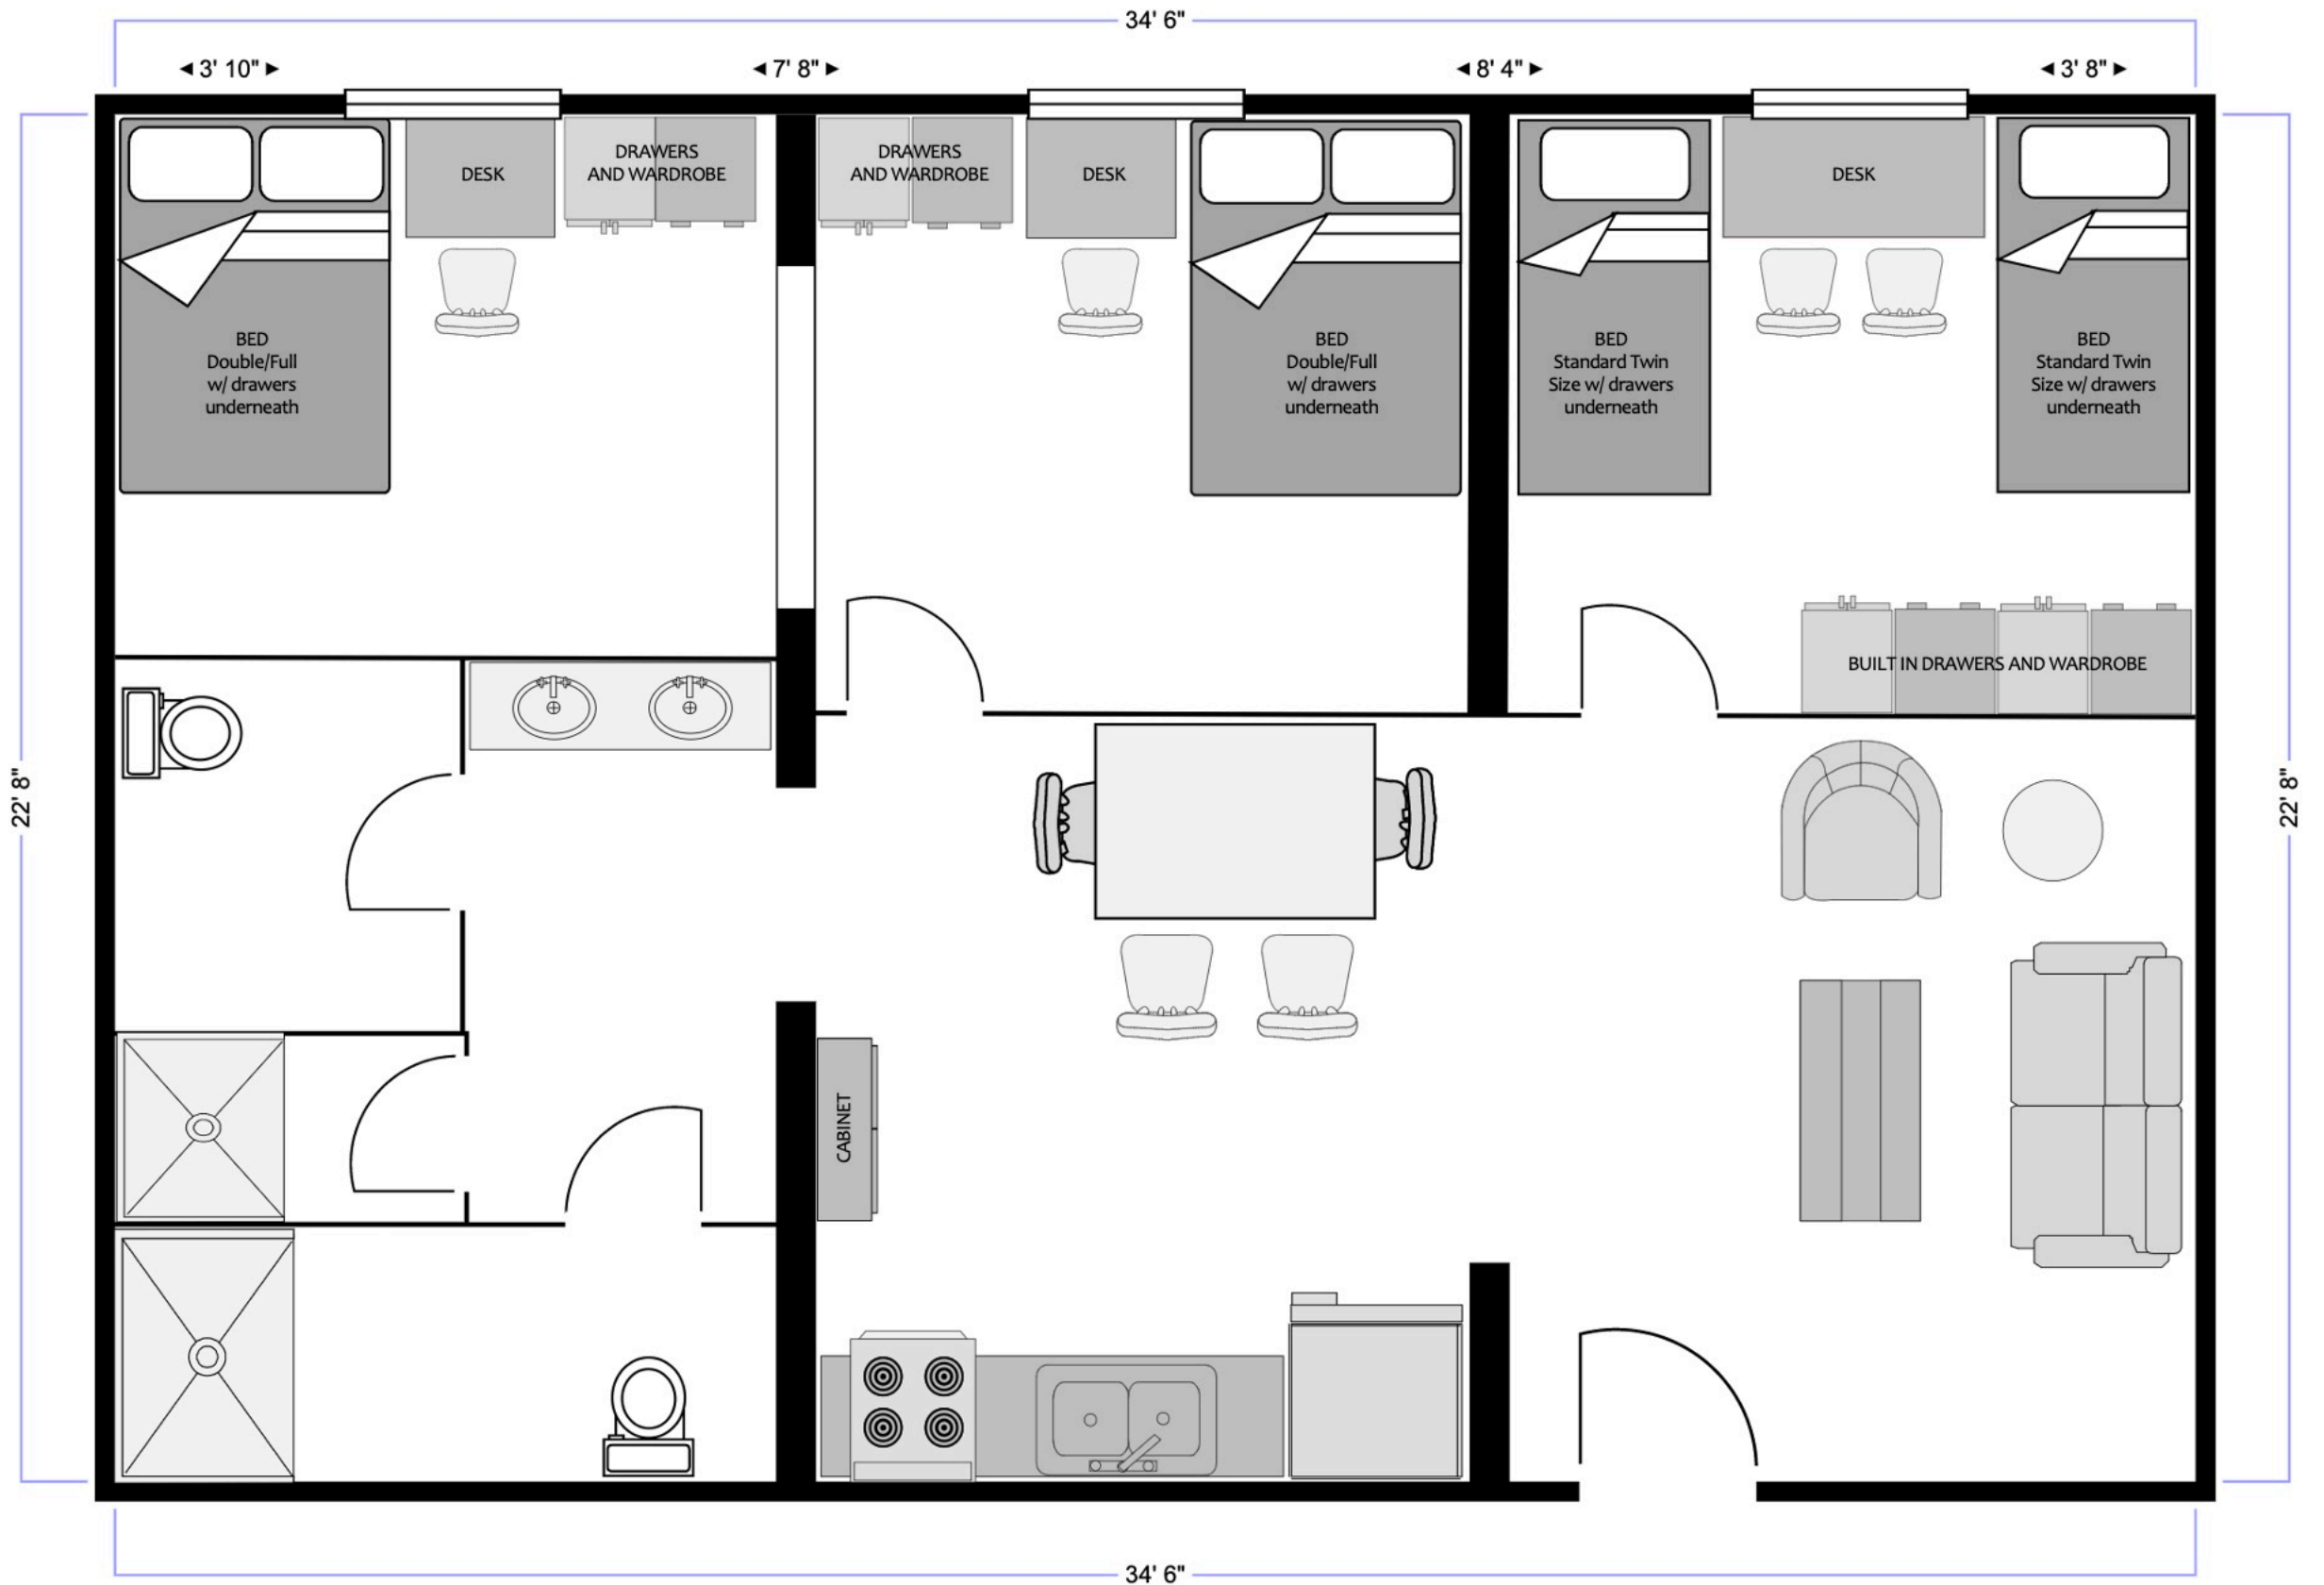 34' 6"
3' 10"
7' 8"
8' 4"
3' 8"
DESK
DRAWERS
AND WARDROBE
DRAWERS
AND WARDROBE
DESK
DESK
BED
Double/Full
w/ drawers
underneath
BED
Double/Full
w/ drawers
underneath
BED
Standard Twin
Size w/ drawers
underneath
BED
Standard Twin
Size w/ drawers
underneath
BUILT IN DRAWERS AND WARDROBE
22' 8"
22' 8"
CABINET
34' 6"